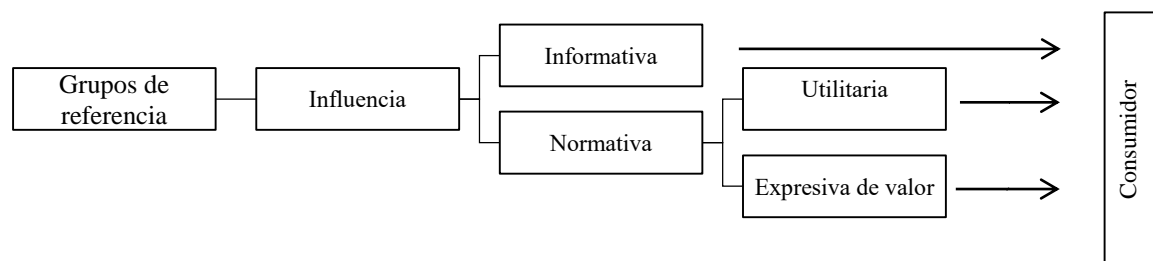 Grupos de
referencia
Influencia
Informativa
Normativa
Utilitaria
Expresiva de valor
Consumidor